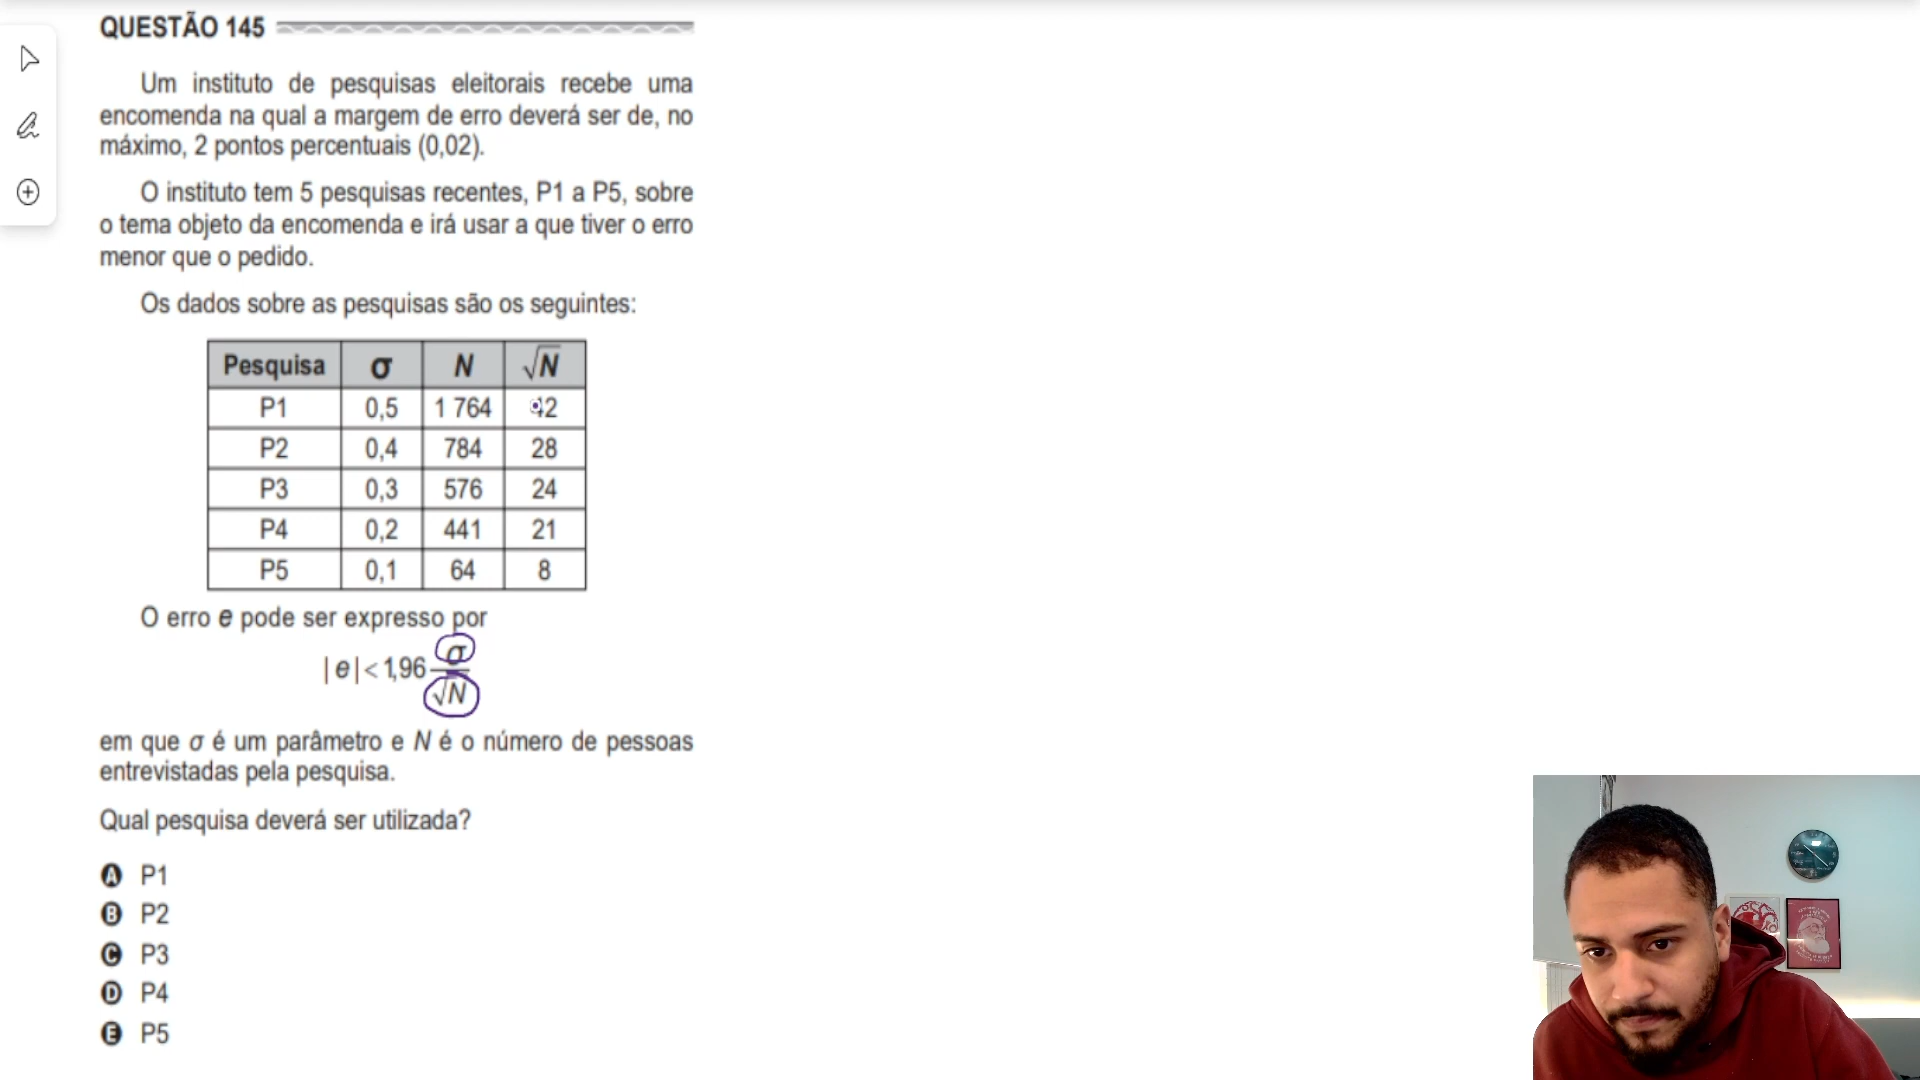 QUESTÃO 145
Um instituto de pesquisas eleitorais recebe uma
encomenda na qual a margem de erro deverá ser de, no
máximo, 2 pontos percentuais (0,02).
O instituto tem 5 pesquisas recentes, P1 a P5, sobre
o tema objeto da encomenda e irá usar a que tiver o erro
menor que o pedido.
Os dados sobre as pesquisas são os seguintes:
Pesquisa σ N √N
P1 0,5 1 764 42
P2 0,4 784 28
P3 0,3 576 24
P4 0,2 441 21
P5 0,1 64 8
O erro e pode ser expresso por
|e| < 1,96 σ/√N
em que σ é um parâmetro e N é o número de pessoas
entrevistadas pela pesquisa.
Qual pesquisa deverá ser utilizada?
A P1
B P2
C P3
D P4
E P5